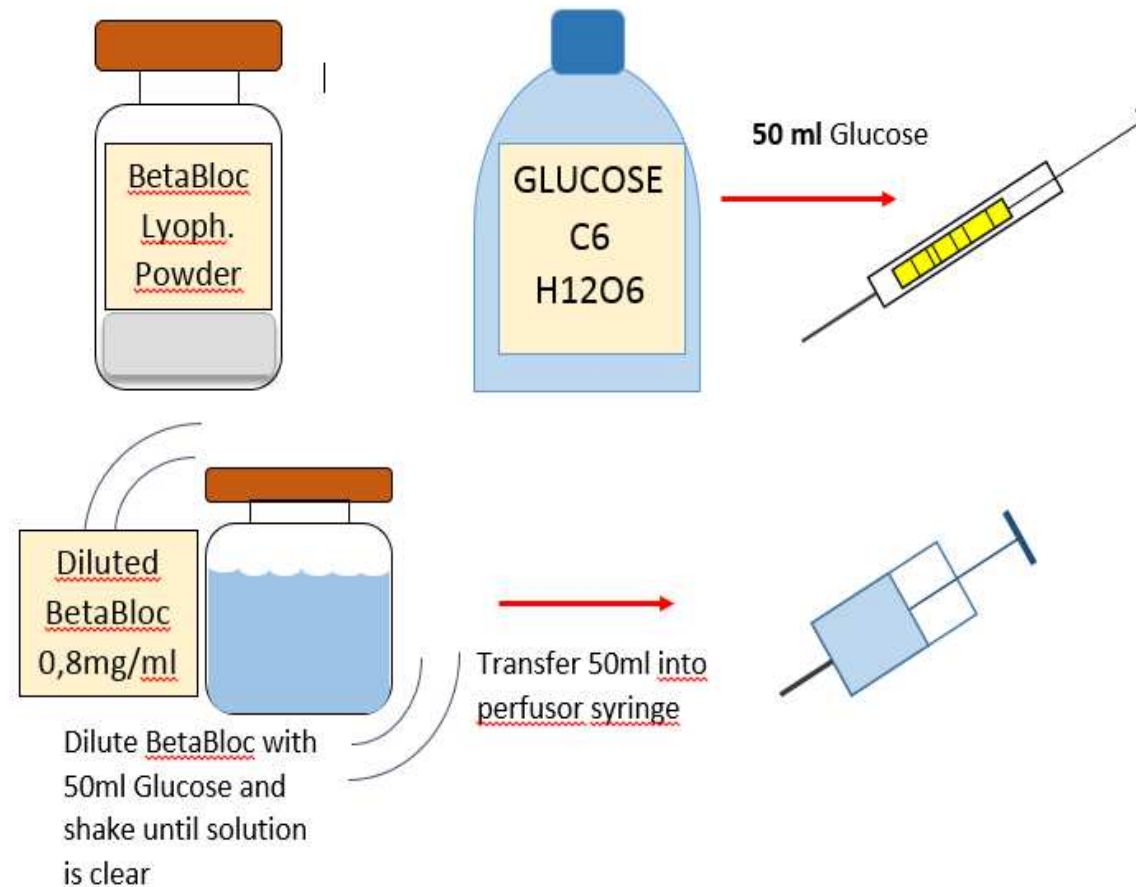 BetaBloc
Lyoph.
Powder
GLUCOSE
C6
H12O6
50 ml Glucose
Diluted
BetaBloc
0,8mg/ml
Dilute BetaBloc with
50ml Glucose and
shake until solution
is clear
Transfer 50ml into
perfusor syringe